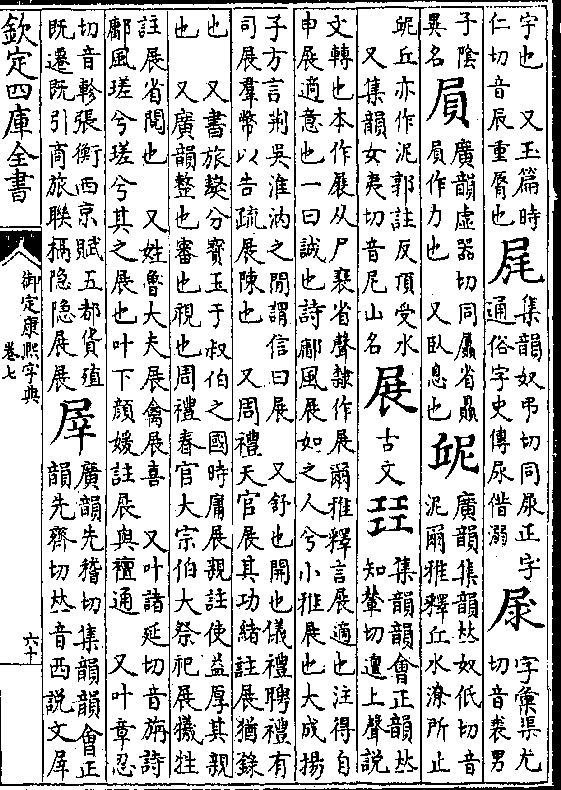 字也　又玉篇時
仁切音辰重脣也
集韻奴弔切同尿正字
通俗字史傳尿借溺
㞗
字彙渠尤
切音裘男
子陰
異名
屓
廣韻虛器切同屭省贔
屓作力也　又臥息也
屔
廣韻集韻𠀤奴低切音
泥爾雅釋丘水潦所止
屔丘亦作泥郭註反頂受水
又集韻女夷切音尼山名
展
古文
㠭
集韻韻會正韻𠀤
知輦切邅上聲說
文轉也本作㞡从尸襄省聲隷作展爾雅釋言展適也注得自
申展適意也一曰誠也詩鄘風展如之人兮小雅展也大成揚
子方言荆吳淮汭之間謂信曰展　又舒也開也儀禮聘禮有
司展羣幣以告疏展陳也　又周禮天官展其功緒註展猶錄
也　又書旅獒分寶玉于叔伯之國時庸展親註使益厚其親
也　又廣韻整也審也視也周禮春官大宗伯大祭祀展犧牲
註展省閱也　又姓魯大夫展禽展喜　又叶諸延切音旃詩
鄘風瑳兮瑳兮其之展也叶下顔媛註展與襢通　又叶章忍
切音軫張衡西京賦五都貨殖
既遷既引商旅聯槅隐隐展展
屖
廣韻先稽切集韻韻會正
韻先齊切𠀤音西說文屖
欽定四庫全書
御定康熙字典
卷七
六十